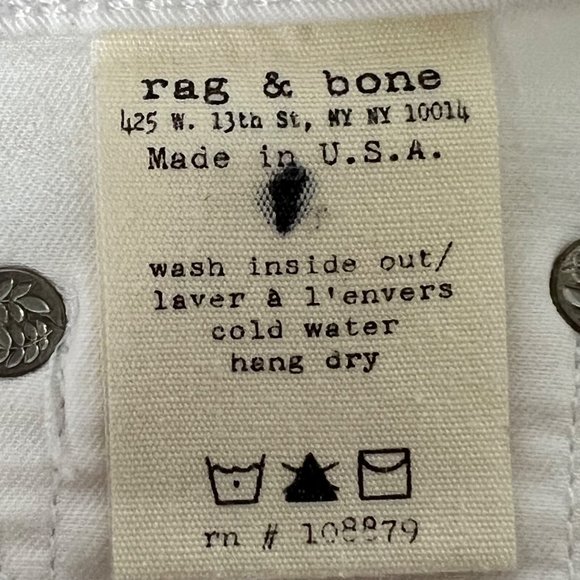 rag & bone
425 W. 13th St, NY NY 10014
Made in U.S.A.
wash inside out/
laver à l'envers
cold water
hang dry
rn # 108879